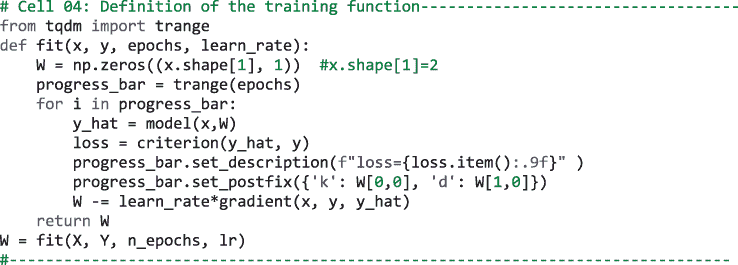 # Cell 04: Definition of the training function----------------------------------
from tqdm import trange
def fit(x, y, epochs, learn_rate):
    W = np.zeros((x.shape[1], 1))  #x.shape[1]=2
    progress_bar = trange(epochs)
    for i in progress_bar:
        y_hat = model(x,W)
        loss = criterion(y_hat, y)
        progress_bar.set_description(f"loss={loss.item():.9f}" )
        progress_bar.set_postfix({'k': W[0,0], 'd': W[1,0]})
        W -= learn_rate*gradient(x, y, y_hat)
    return W
W = fit(X, Y, n_epochs, lr)
#-------------------------------------------------------------------------------